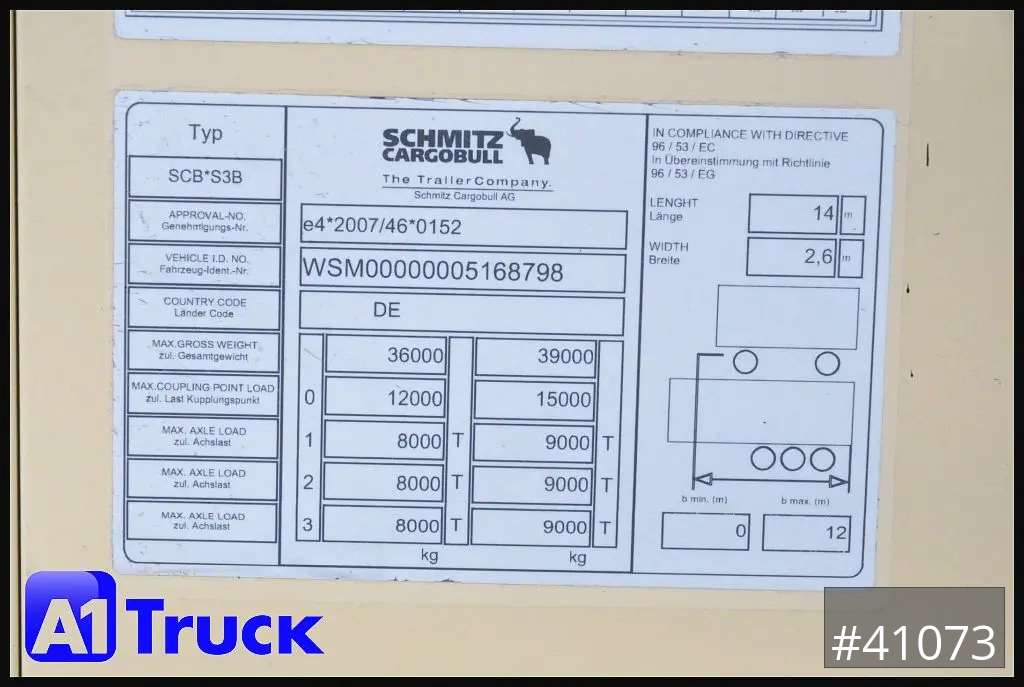 Typ
SCB*S3B
APPROVAL-NO.
Genehmigungs-Nr.
VEHICLE I.D. NO.
Fahrzeug-Ident.-Nr.
COUNTRY CODE
Länder Code
MAX.GROSS WEIGHT
zul. Gesamtgewicht
MAX.COUPLING POINT LOAD
zul. Last Kupplungspunkt
MAX. AXLE LOAD
zul. Achslast
MAX. AXLE LOAD
zul. Achslast
MAX. AXLE LOAD
zul. Achslast
SCHMITZ
CARGOBULL
The TrailerCompany.
Schmitz Cargobull AG
e4*2007/46*0152
WSM00000005168798
DE
36000 39000
0 12000 15000
1 8000 T 9000 T
2 8000 T 9000 T
3 8000 T 9000 T
kg kg
IN COMPLIANCE WITH DIRECTIVE
96 / 53 / EC
In Übereinstimmung mit Richtlinie
96 / 53 / EG
LENGHT
Länge
14 m
WIDTH
Breite
2,6 m
b min. (m) b max. (m)
0 12
A1 Truck
#41073